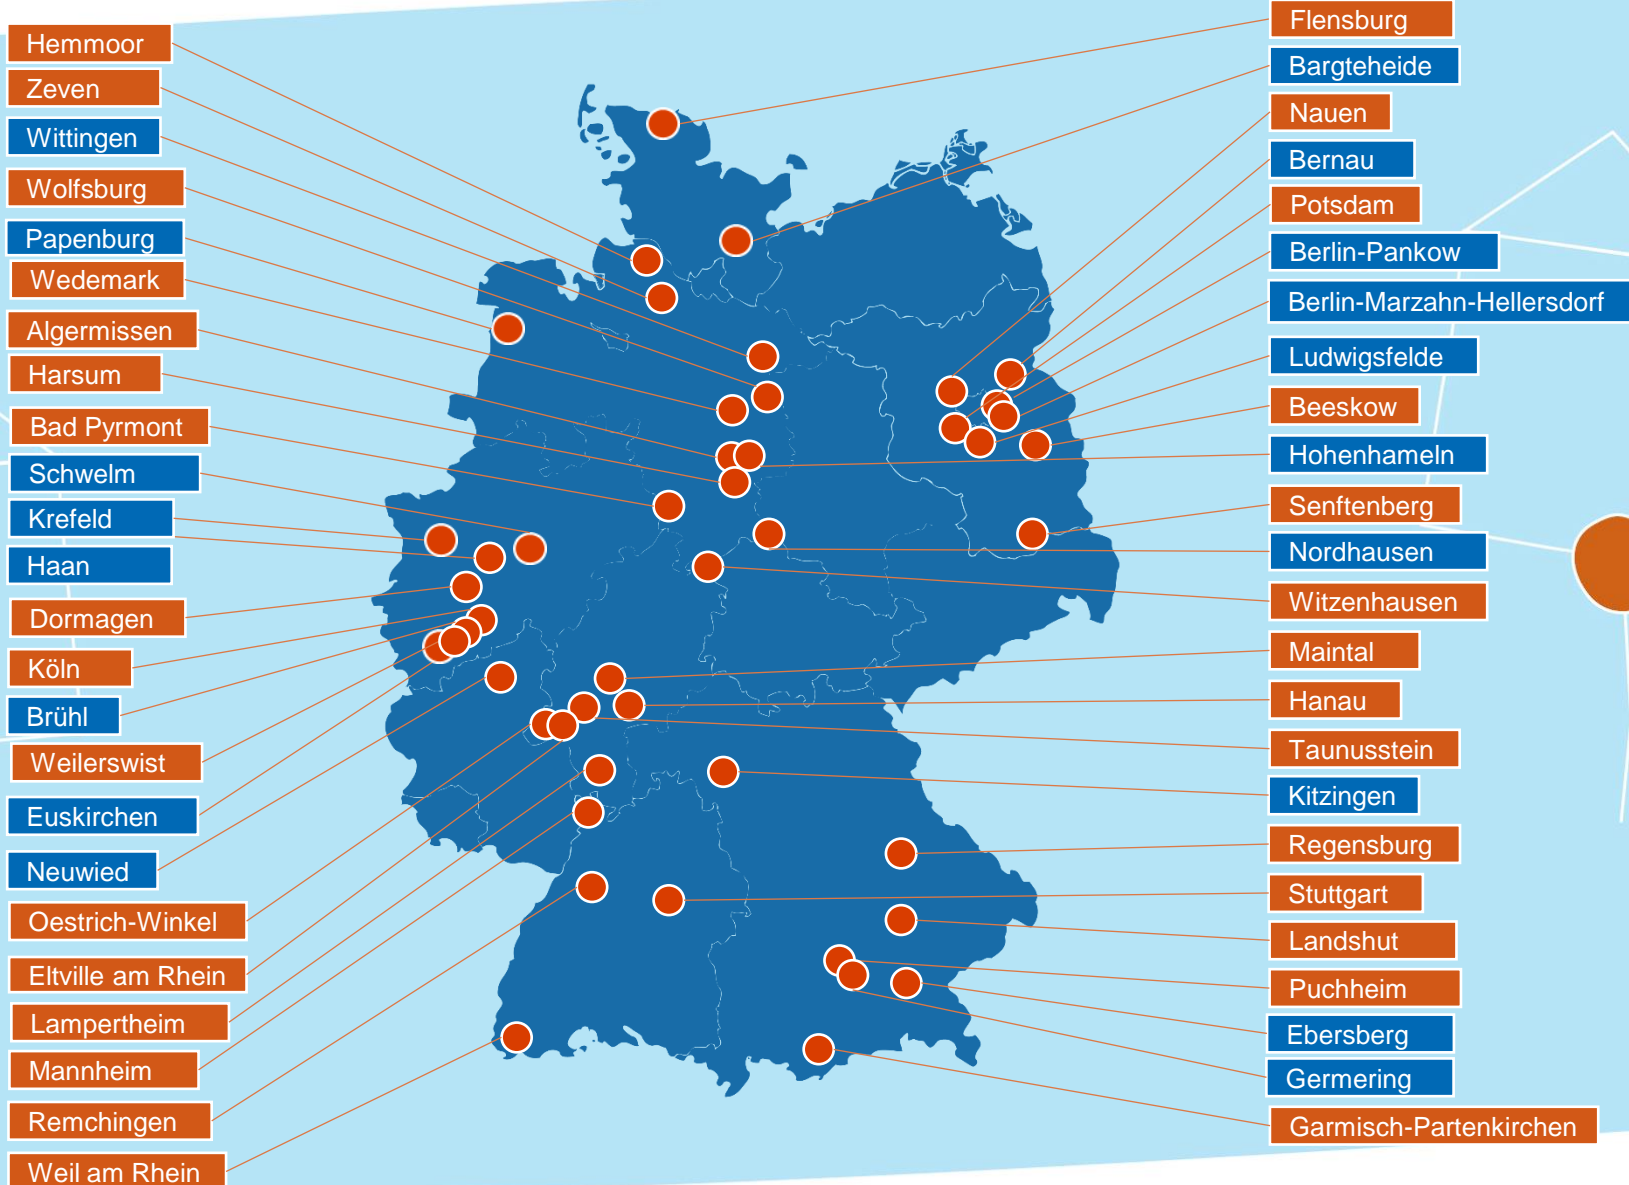 Hemmoor
Zeven
Wittingen
Wolfsburg
Papenburg
Wedemark
Algermissen
Harsum
Bad Pyrmont
Schwelm
Krefeld
Haan
Dormagen
Köln
Brühl
Weilerswist
Euskirchen
Neuwied
Oestrich-Winkel
Eltville am Rhein
Lampertheim
Mannheim
Remchingen
Weil am Rhein
Flensburg
Bargteheide
Nauen
Bernau
Potsdam
Berlin-Pankow
Berlin-Marzahn-Hellersdorf
Ludwigsfelde
Beeskow
Hohenhameln
Senftenberg
Nordhausen
Witzenhausen
Maintal
Hanau
Taunusstein
Kitzingen
Regensburg
Stuttgart
Landshut
Puchheim
Ebersberg
Germering
Garmisch-Partenkirchen